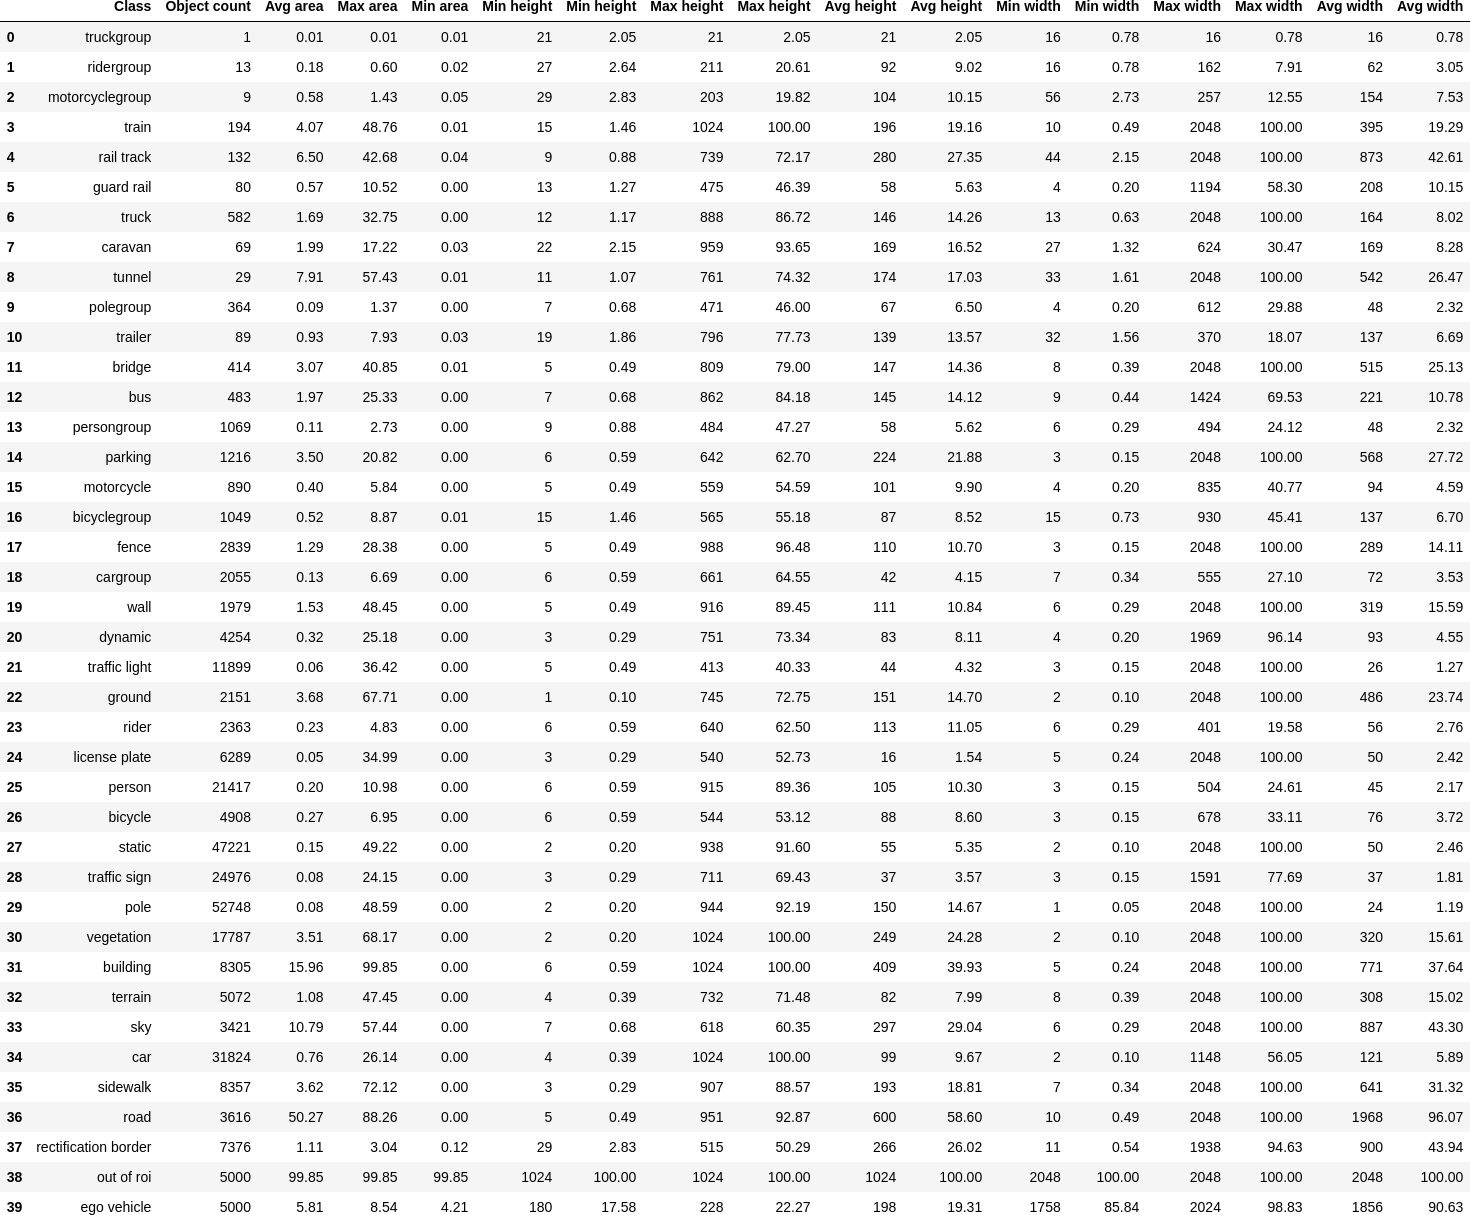 Class Object count Avg area Max area Min area Min height Min height Max height Max height Avg height Avg height Min width Min width Max width Max width Avg width Avg width
0 truckgroup 1 0.01 0.01 0.01 21 2.05 21 2.05 21 2.05 16 0.78 16 0.78 16 0.78
1 ridergroup 13 0.18 0.60 0.02 27 2.64 211 20.61 92 9.02 16 0.78 162 7.91 62 3.05
2 motorcyclegroup 9 0.58 1.43 0.05 29 2.83 203 19.82 104 10.15 56 2.73 257 12.55 154 7.53
3 train 194 4.07 48.76 0.01 15 1.46 1024 100.00 196 19.16 10 0.49 2048 100.00 395 19.29
4 rail track 132 6.50 42.68 0.04 9 0.88 739 72.17 280 27.35 44 2.15 2048 100.00 873 42.61
5 guard rail 80 0.57 10.52 0.00 13 1.27 475 46.39 58 5.63 4 0.20 1194 58.30 208 10.15
6 truck 582 1.69 32.75 0.00 12 1.17 888 86.72 146 14.26 13 0.63 2048 100.00 164 8.02
7 caravan 69 1.99 17.22 0.03 22 2.15 959 93.65 169 16.52 27 1.32 624 30.47 169 8.28
8 tunnel 29 7.91 57.43 0.01 11 1.07 761 74.32 174 17.03 33 1.61 2048 100.00 542 26.47
9 polegroup 364 0.09 1.37 0.00 7 0.68 471 46.00 67 6.50 4 0.20 612 29.88 48 2.32
10 trailer 89 0.93 7.93 0.03 19 1.86 796 77.73 139 13.57 32 1.56 370 18.07 137 6.69
11 bridge 414 3.07 40.85 0.01 5 0.49 809 79.00 147 14.36 8 0.39 2048 100.00 515 25.13
12 bus 483 1.97 25.33 0.00 7 0.68 862 84.18 145 14.12 9 0.44 1424 69.53 221 10.78
13 persongroup 1069 0.11 2.73 0.00 9 0.88 484 47.27 58 5.62 6 0.29 494 24.12 48 2.32
14 parking 1216 3.50 20.82 0.00 6 0.59 642 62.70 224 21.88 3 0.15 2048 100.00 568 27.72
15 motorcycle 890 0.40 5.84 0.00 5 0.49 559 54.59 101 9.90 4 0.20 835 40.77 94 4.59
16 bicyclegroup 1049 0.52 8.87 0.01 15 1.46 565 55.18 87 8.52 15 0.73 930 45.41 137 6.70
17 fence 2839 1.29 28.38 0.00 5 0.49 988 96.48 110 10.70 3 0.15 2048 100.00 289 14.11
18 cargroup 2055 0.13 6.69 0.00 6 0.59 661 64.55 42 4.15 7 0.34 555 27.10 72 3.53
19 wall 1979 1.53 48.45 0.00 5 0.49 916 89.45 111 10.84 6 0.29 2048 100.00 319 15.59
20 dynamic 4254 0.32 25.18 0.00 3 0.29 751 73.34 83 8.11 4 0.20 1969 96.14 93 4.55
21 traffic light 11899 0.06 36.42 0.00 5 0.49 413 40.33 44 4.32 3 0.15 2048 100.00 26 1.27
22 ground 2151 3.68 67.71 0.00 1 0.10 745 72.75 151 14.70 2 0.10 2048 100.00 486 23.74
23 rider 2363 0.23 4.83 0.00 6 0.59 640 62.50 113 11.05 6 0.29 401 19.58 56 2.76
24 license plate 6289 0.05 34.99 0.00 3 0.29 540 52.73 16 1.54 5 0.24 2048 100.00 50 2.42
25 person 21417 0.20 10.98 0.00 6 0.59 915 89.36 105 10.30 3 0.15 504 24.61 45 2.17
26 bicycle 4908 0.27 6.95 0.00 6 0.59 544 53.12 88 8.60 3 0.15 678 33.11 76 3.72
27 static 47221 0.15 49.22 0.00 2 0.20 938 91.60 55 5.35 2 0.10 2048 100.00 50 2.46
28 traffic sign 24976 0.08 24.15 0.00 3 0.29 711 69.43 37 3.57 3 0.15 1591 77.69 37 1.81
29 pole 52748 0.08 48.59 0.00 2 0.20 944 92.19 150 14.67 1 0.05 2048 100.00 24 1.19
30 vegetation 17787 3.51 68.17 0.00 2 0.20 1024 100.00 249 24.28 2 0.10 2048 100.00 320 15.61
31 building 8305 15.96 99.85 0.00 6 0.59 1024 100.00 409 39.93 5 0.24 2048 100.00 771 37.64
32 terrain 5072 1.08 47.45 0.00 4 0.39 732 71.48 82 7.99 8 0.39 2048 100.00 308 15.02
33 sky 3421 10.79 57.44 0.00 7 0.68 618 60.35 297 29.04 6 0.29 2048 100.00 887 43.30
34 car 31824 0.76 26.14 0.00 4 0.39 1024 100.00 99 9.67 2 0.10 1148 56.05 121 5.89
35 sidewalk 8357 3.62 72.12 0.00 3 0.29 907 88.57 193 18.81 7 0.34 2048 100.00 641 31.32
36 road 3616 50.27 88.26 0.00 5 0.49 951 92.87 600 58.60 10 0.49 2048 100.00 1968 96.07
37 rectification border 7376 1.11 3.04 0.12 29 2.83 515 50.29 266 26.02 11 0.54 1938 94.63 900 43.94
38 out of roi 5000 99.85 99.85 99.85 1024 100.00 1024 100.00 1024 100.00 2048 100.00 2048 100.00 2048 100.00
39 ego vehicle 5000 5.81 8.54 4.21 180 17.58 228 22.27 198 19.31 1758 85.84 2024 98.83 1856 90.63